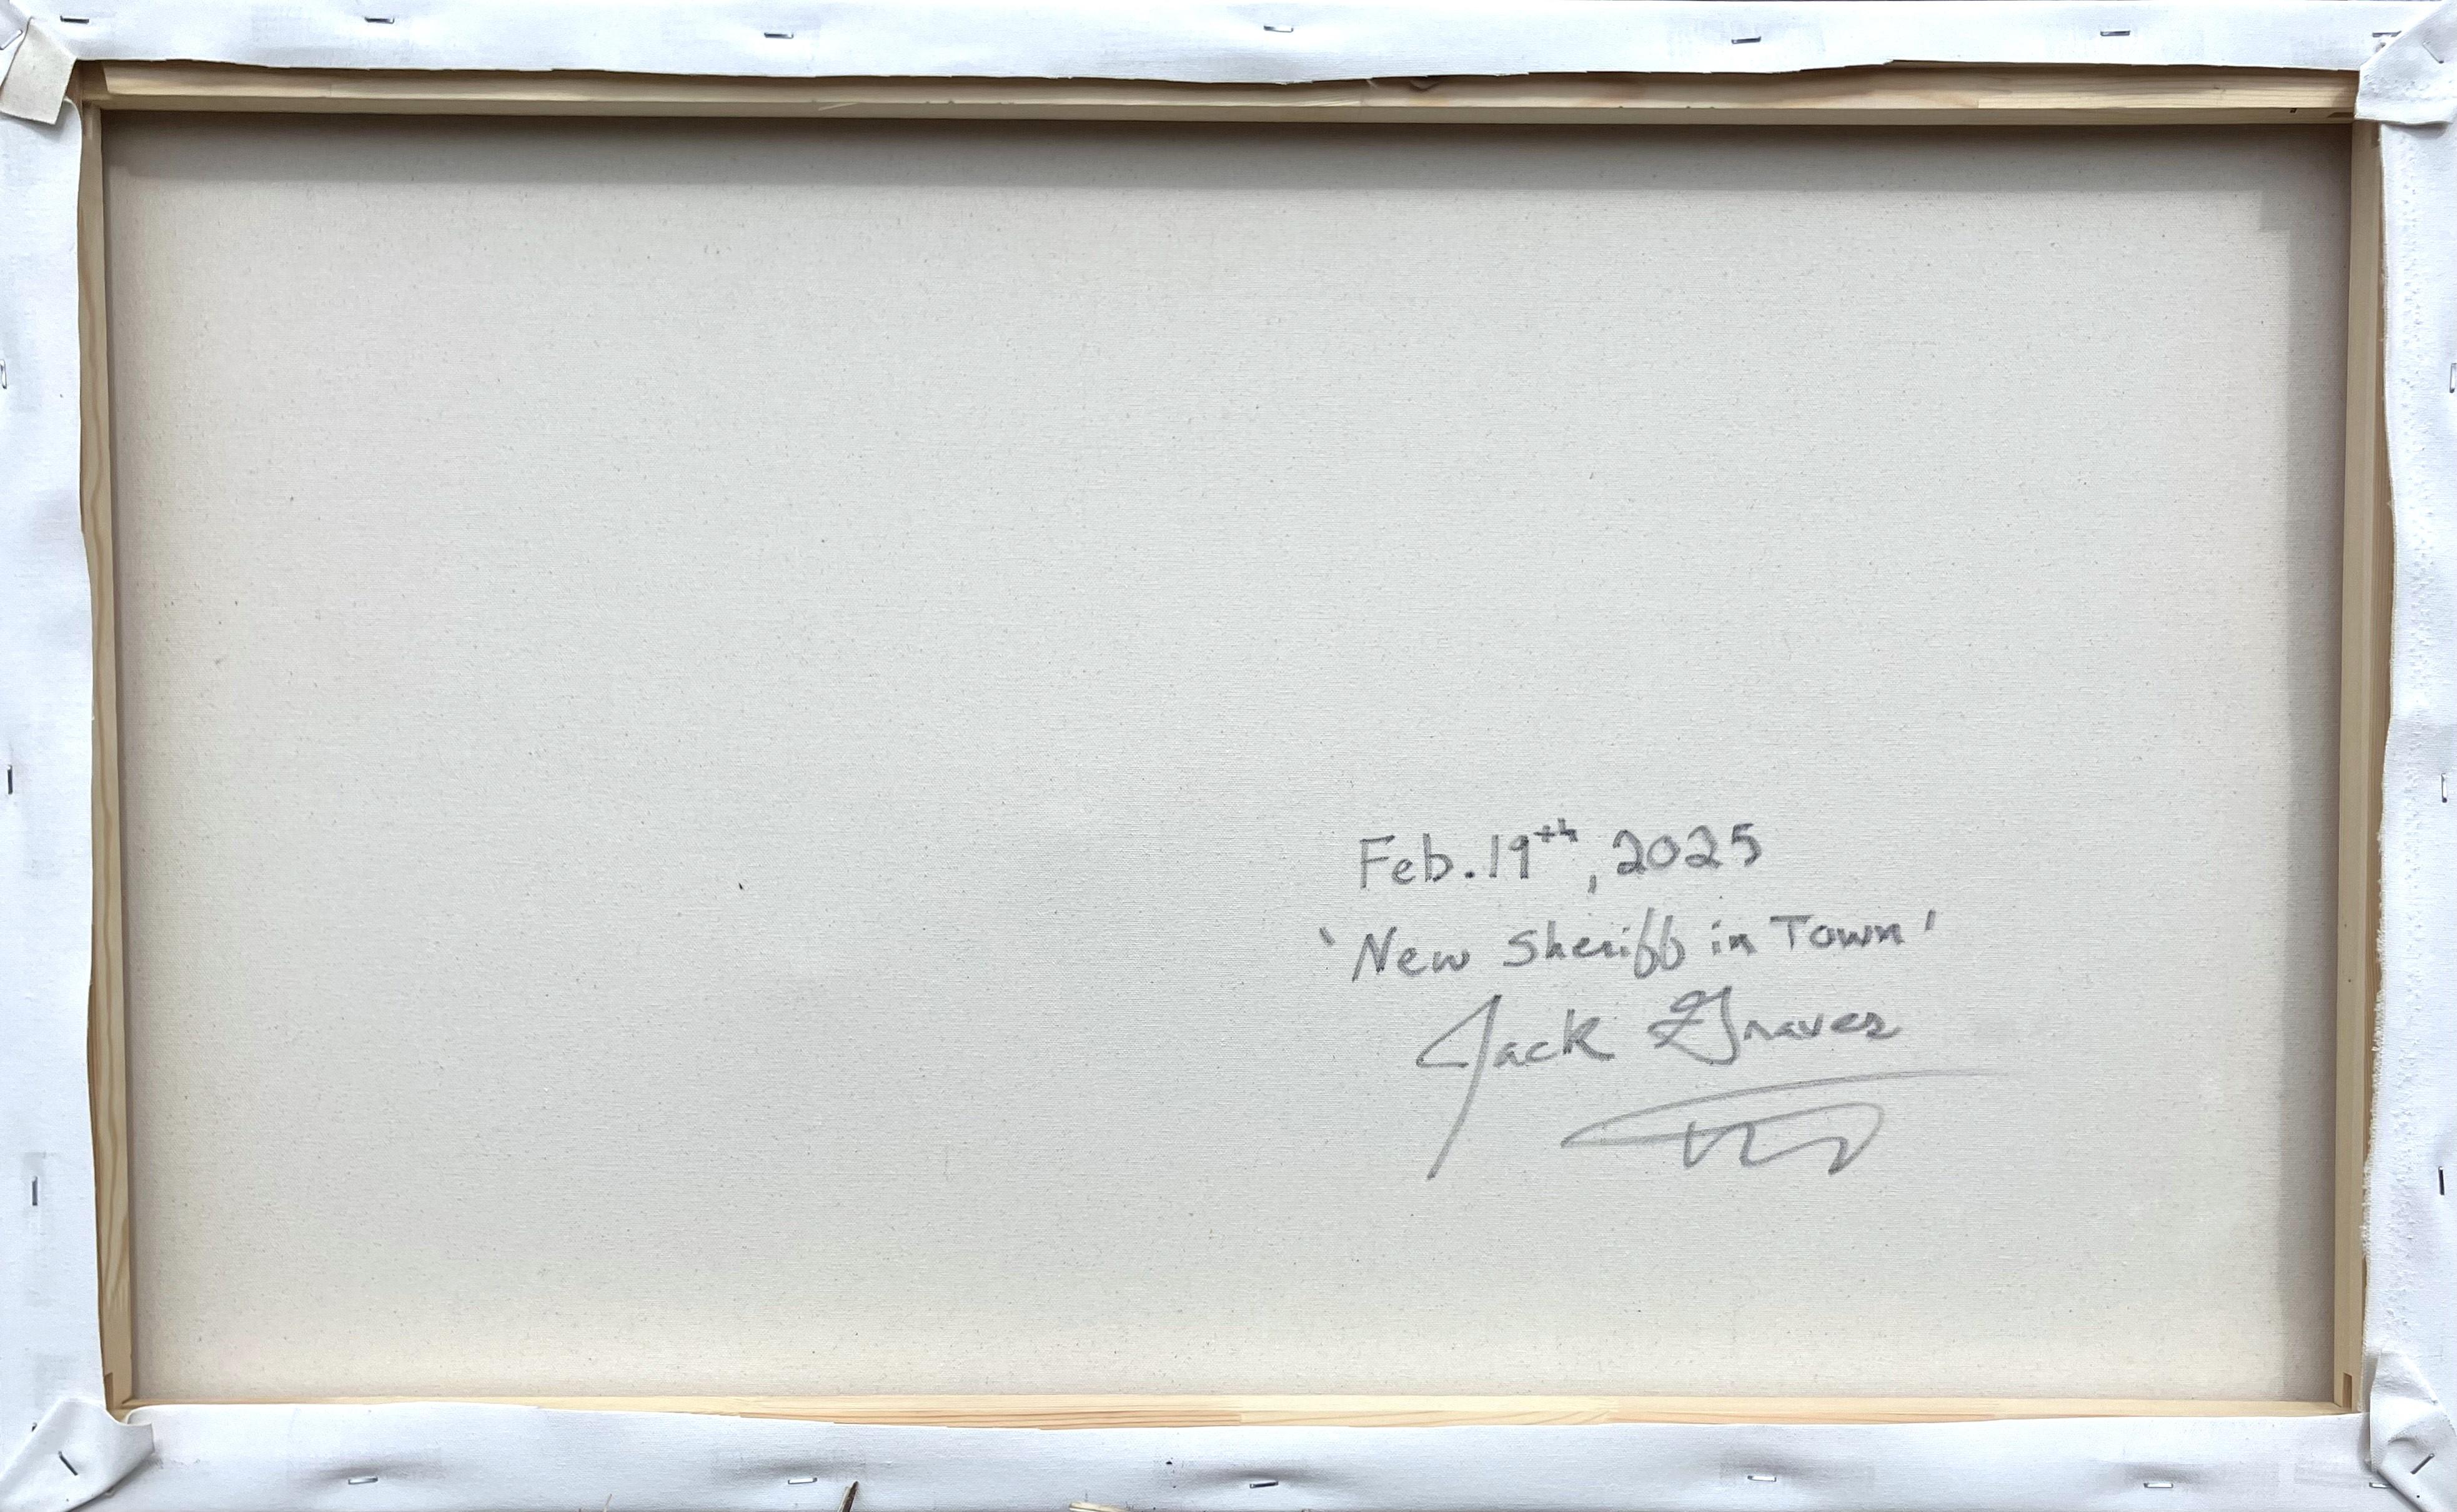 Feb. 19th, 2025
'New Sheriff in Town'
Jack Graves